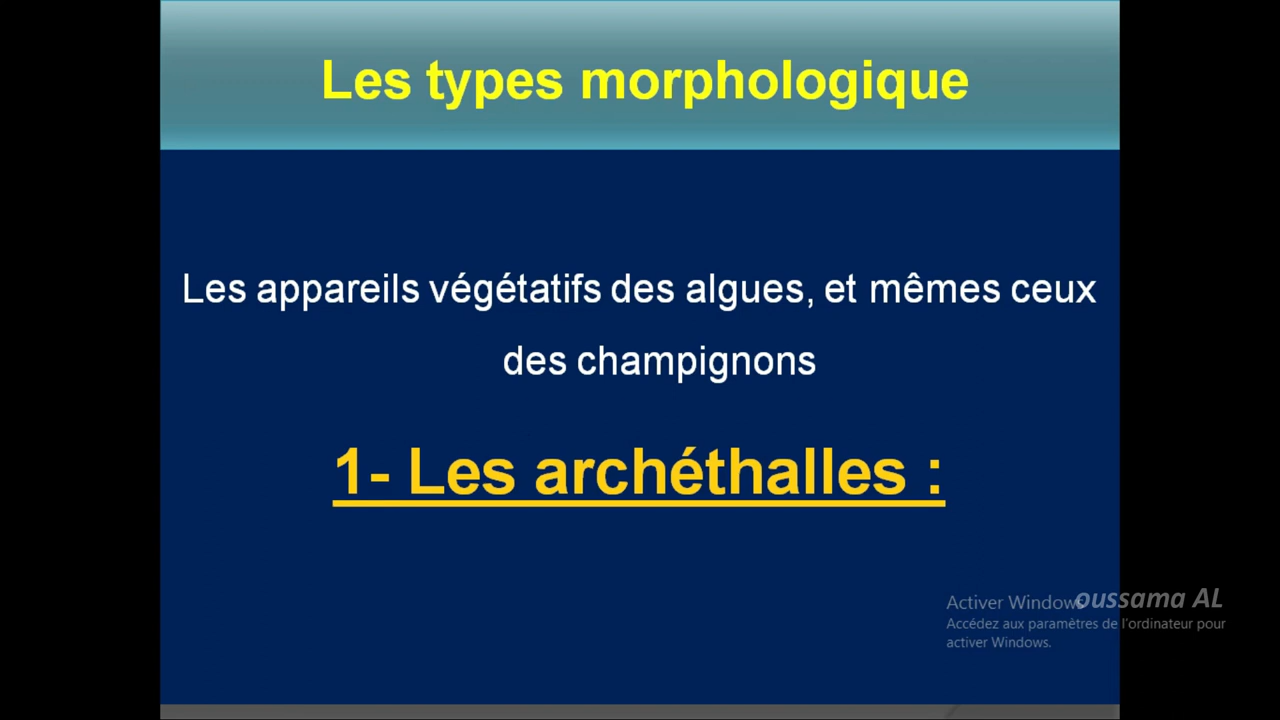 Les types morphologique
Les appareils végétatifs des algues, et mêmes ceux
des champignons
1- Les archéthalles :
Activer Windows
oussama AL
Accédez aux paramètres de l'ordinateur pour
activer Windows.